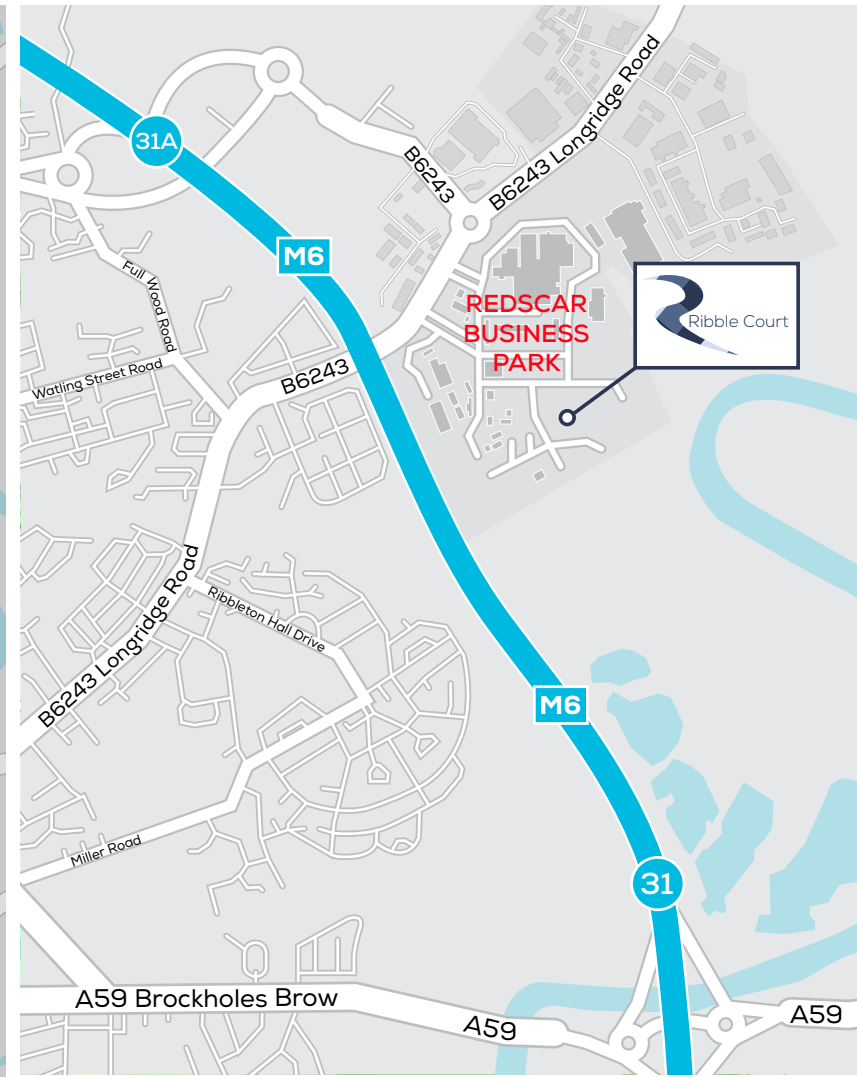 B6243 Longridge Road
31A
B6243
M6
Full Wood Road
REDSCAR
BUSINESS
PARK
Ribble Court
Watling Street Road
B6243
B6243 Longridge Road
Ribbleton Hall Drive
M6
Miller Road
31
A59 Brockholes Brow
A59
A59